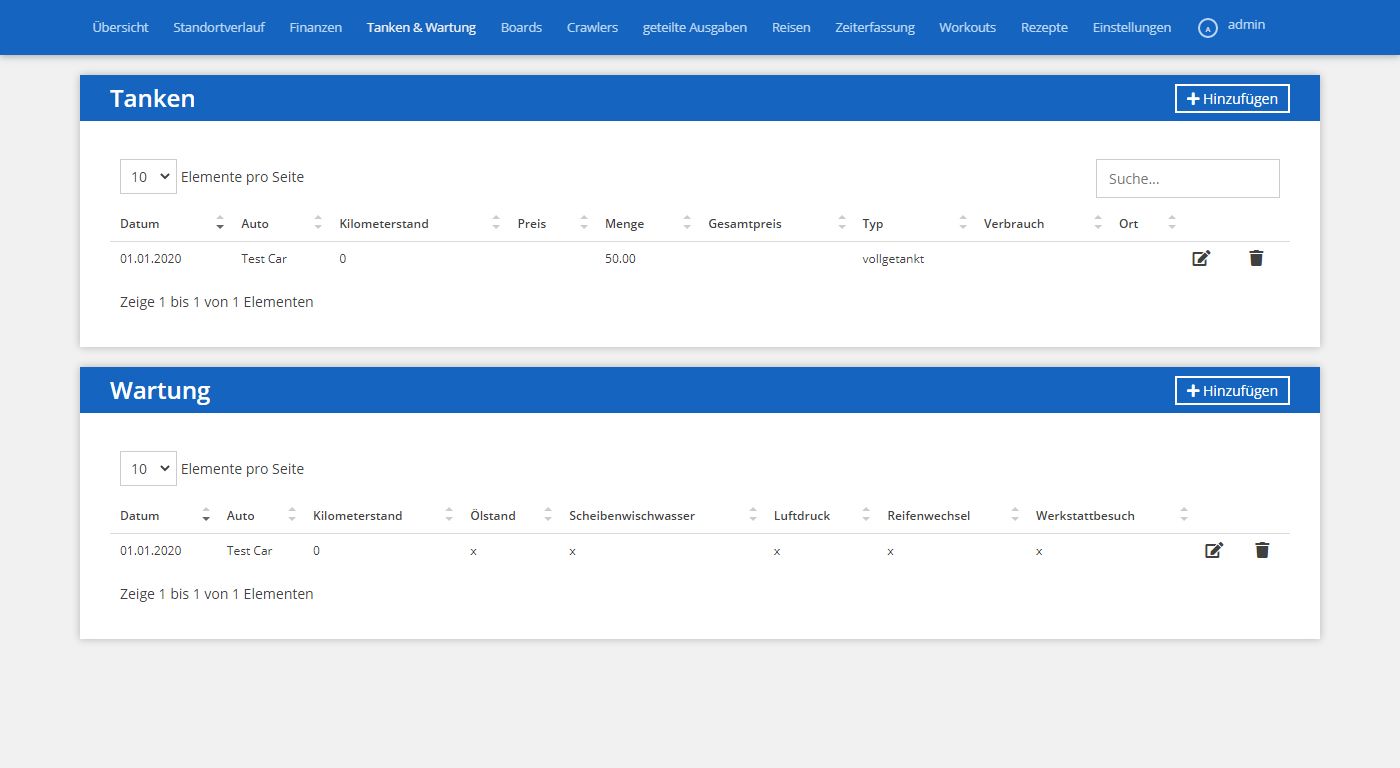 Übersicht Standortverlauf Finanzen Tanken & Wartung Boards Crawlers geteilte Ausgaben Reisen Zeiterfassung Workouts Rezepte Einstellungen A admin
Tanken Hinzufügen
10 Elemente pro Seite Suche...
Datum Auto Kilometerstand Preis Menge Gesamtpreis Typ Verbrauch Ort
01.01.2020 Test Car 0 50.00 vollgetankt
Zeige 1 bis 1 von 1 Elementen
Wartung Hinzufügen
10 Elemente pro Seite
Datum Auto Kilometerstand Ölstand Scheibenwischwasser Luftdruck Reifenwechsel Werkstattbesuch
01.01.2020 Test Car 0 x x x x x
Zeige 1 bis 1 von 1 Elementen